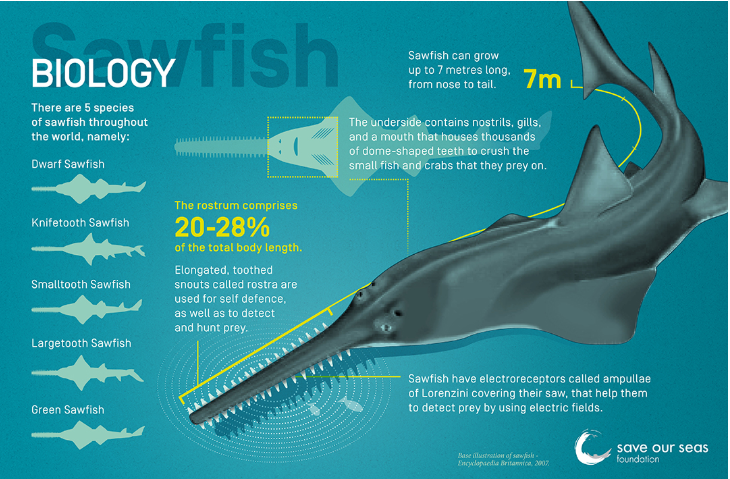 Sawfish
BIOLOGY
There are 5 species
of sawfish throughout
the world, namely:
Dwarf Sawfish
Knifetooth Sawfish
Smalltooth Sawfish
Largetooth Sawfish
Green Sawfish
Sawfish can grow
up to 7 metres long,
from nose to tail.
7m
The underside contains nostrils, gills,
and a mouth that houses thousands
of dome-shaped teeth to crush the
small fish and crabs that they prey on.
The rostrum comprises
20-28%
of the total body length.
Elongated, toothed
snouts called rostra are
used for self defence,
as well as to detect
and hunt prey.
Sawfish have electroreceptors called ampullae
of Lorenzini covering their saw, that help them
to detect prey by using electric fields.
Base illustration of sawfish -
Encyclopaedia Britannica, 2007.
save our seas
foundation